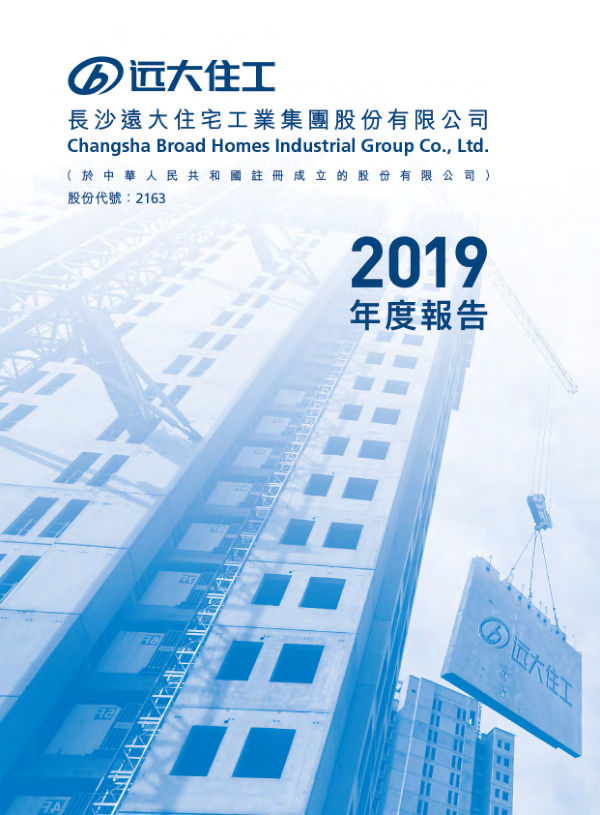 远大住工
長沙遠大住宅工業集團股份有限公司
Changsha Broad Homes Industrial Group Co., Ltd.
(於中華人民共和國註冊成立的股份有限公司)
股份代號：2163
2019
年度報告
远大住工